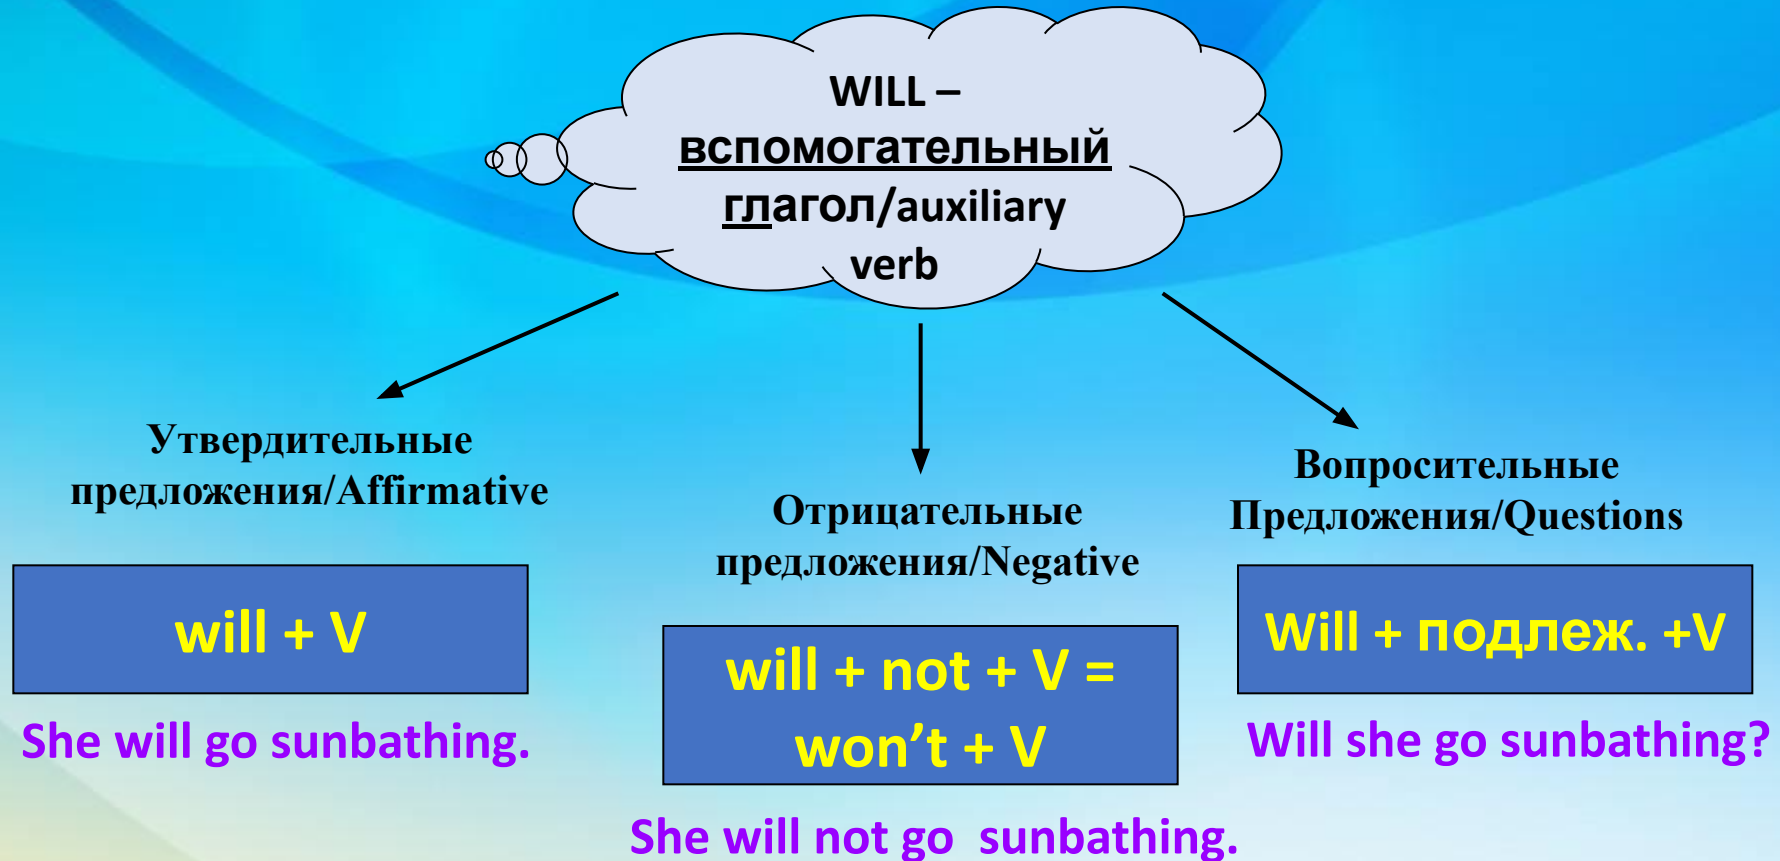 WILL –
вспомогательный
глагол/auxiliary
verb
Утвердительные
предложения/Affirmative
will + V
She will go sunbathing.
Отрицательные
предложения/Negative
will + not + V =
won’t + V
She will not go  sunbathing.
Вопросительные
Предложения/Questions
Will + подлеж. +V
Will she go sunbathing?